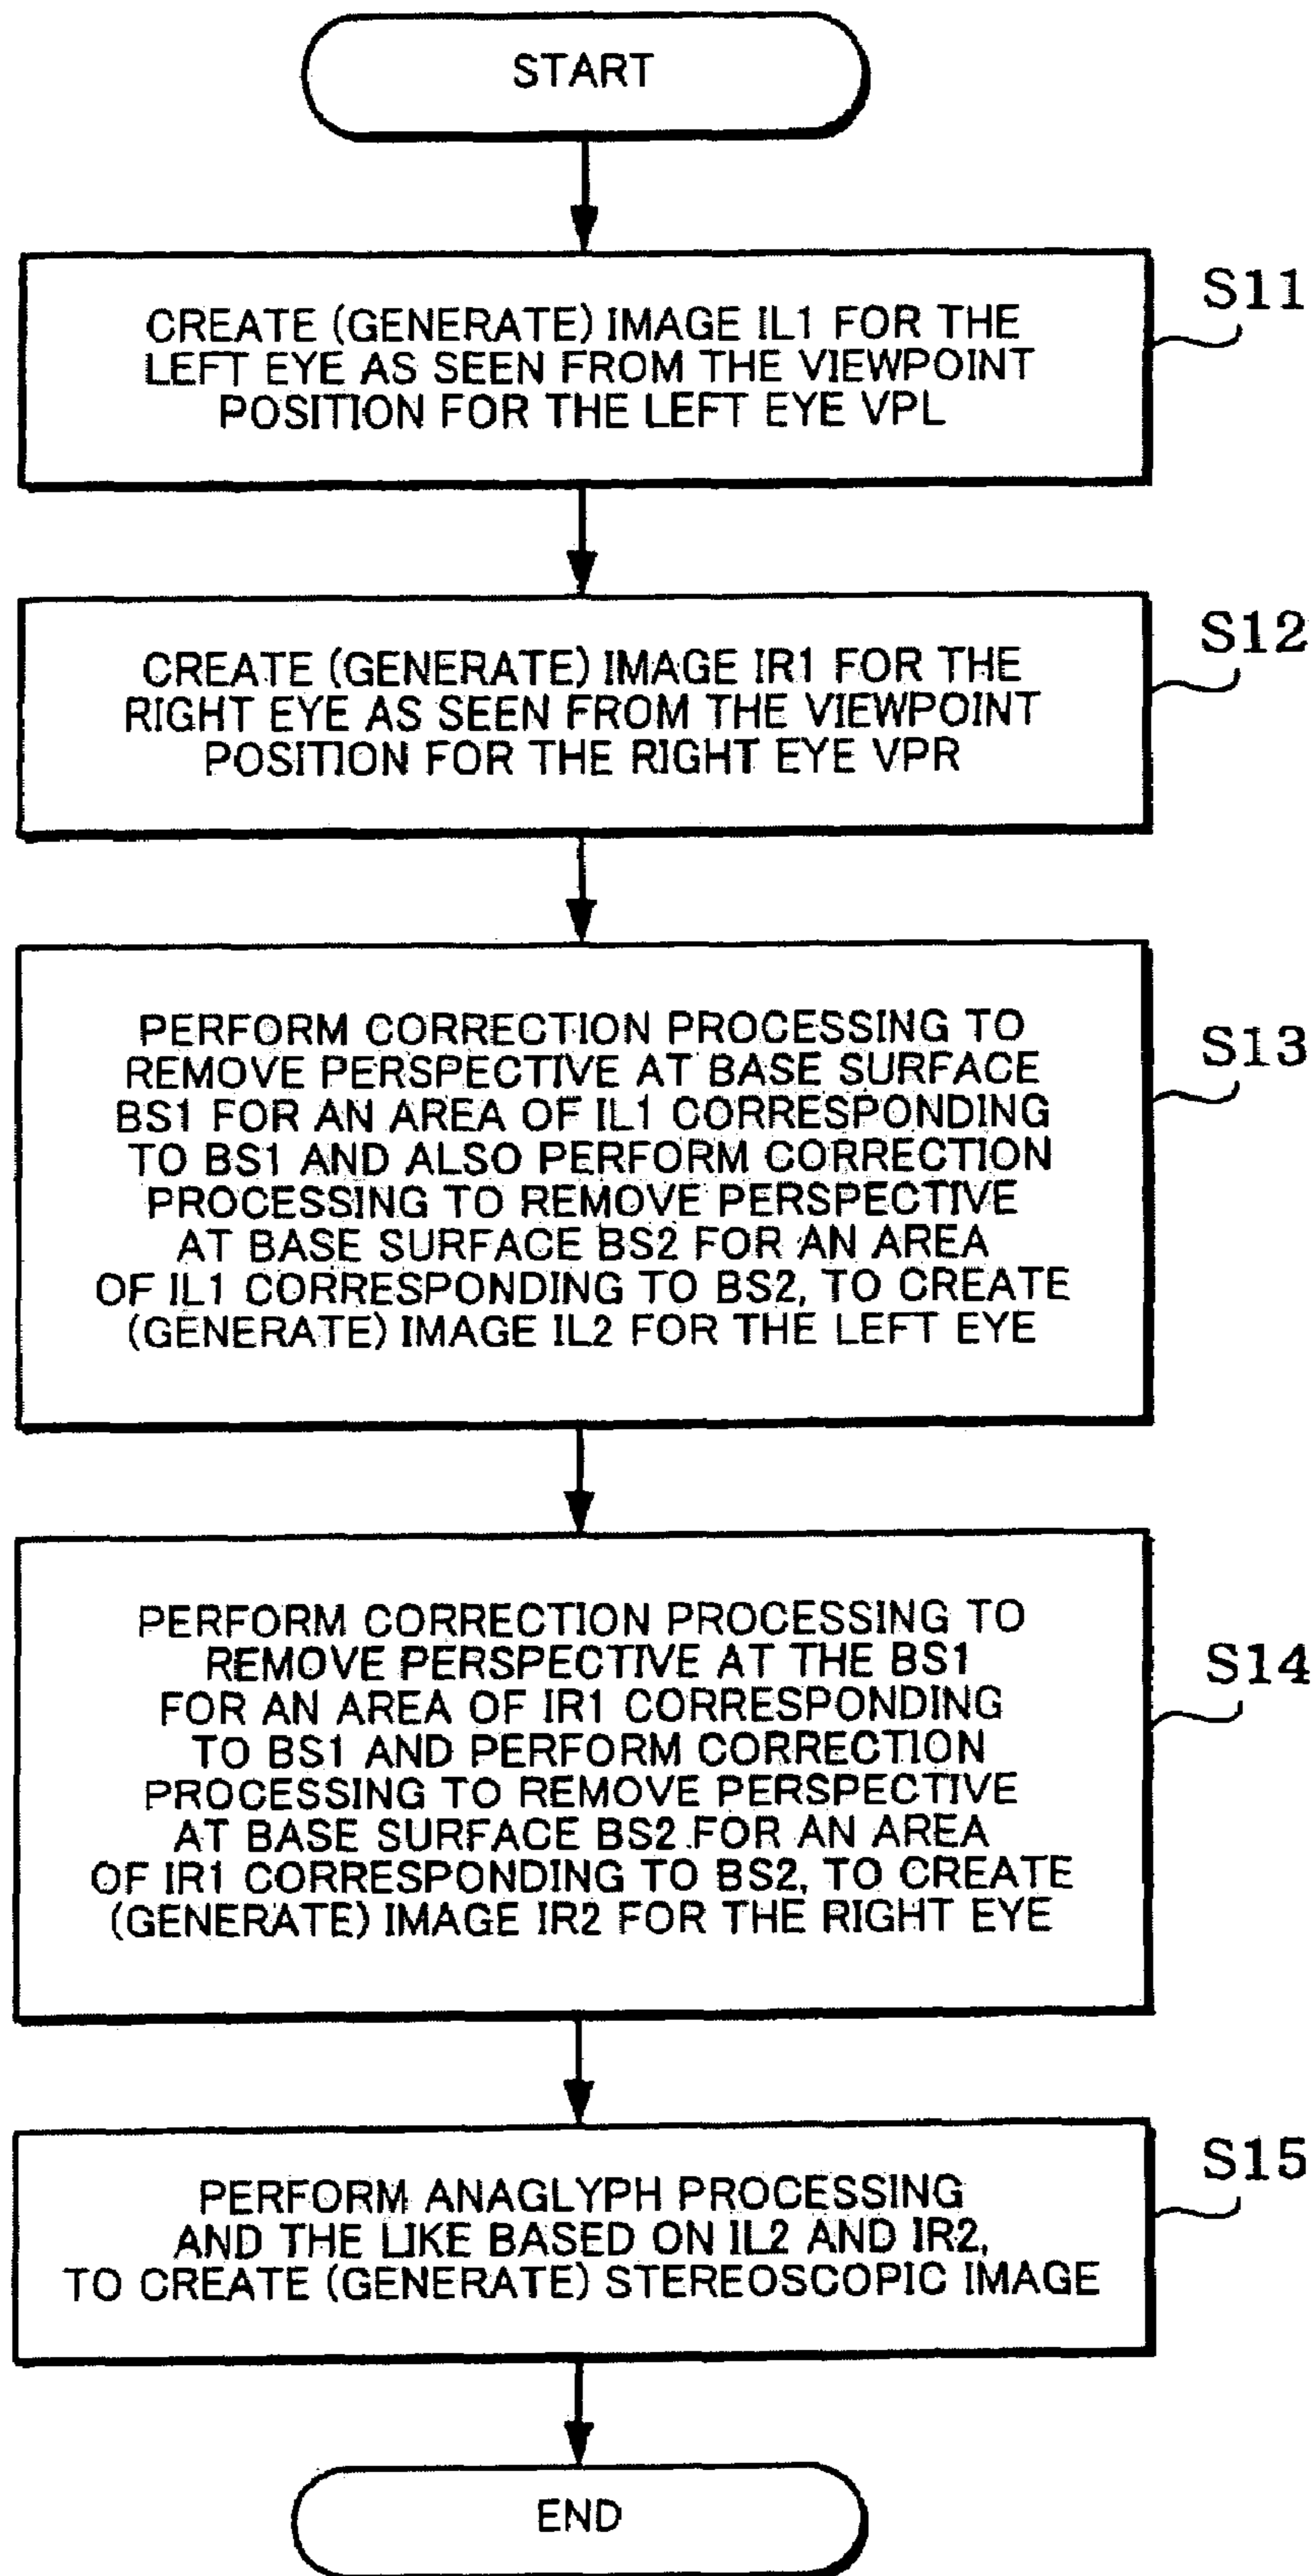 START
CREATE (GENERATE) IMAGE IL1 FOR THE
LEFT EYE AS SEEN FROM THE VIEWPOINT
POSITION FOR THE LEFT EYE VPL
S11
CREATE (GENERATE) IMAGE IR1 FOR THE
RIGHT EYE AS SEEN FROM THE VIEWPOINT
POSITION FOR THE RIGHT EYE VPR
S12
PERFORM CORRECTION PROCESSING TO
REMOVE PERSPECTIVE AT BASE SURFACE
BS1 FOR AN AREA OF IL1 CORRESPONDING
TO BS1 AND ALSO PERFORM CORRECTION
PROCESSING TO REMOVE PERSPECTIVE
AT BASE SURFACE BS2 FOR AN AREA
OF IL1 CORRESPONDING TO BS2, TO CREATE
(GENERATE) IMAGE IL2 FOR THE LEFT EYE
S13
PERFORM CORRECTION PROCESSING TO
REMOVE PERSPECTIVE AT THE BS1
FOR AN AREA OF IR1 CORRESPONDING
TO BS1 AND PERFORM CORRECTION
PROCESSING TO REMOVE PERSPECTIVE
AT BASE SURFACE BS2 FOR AN AREA
OF IR1 CORRESPONDING TO BS2, TO CREATE
(GENERATE) IMAGE IR2 FOR THE RIGHT EYE
S14
PERFORM ANAGLYPH PROCESSING
AND THE LIKE BASED ON IL2 AND IR2,
TO CREATE (GENERATE) STEREOSCOPIC IMAGE
S15
END